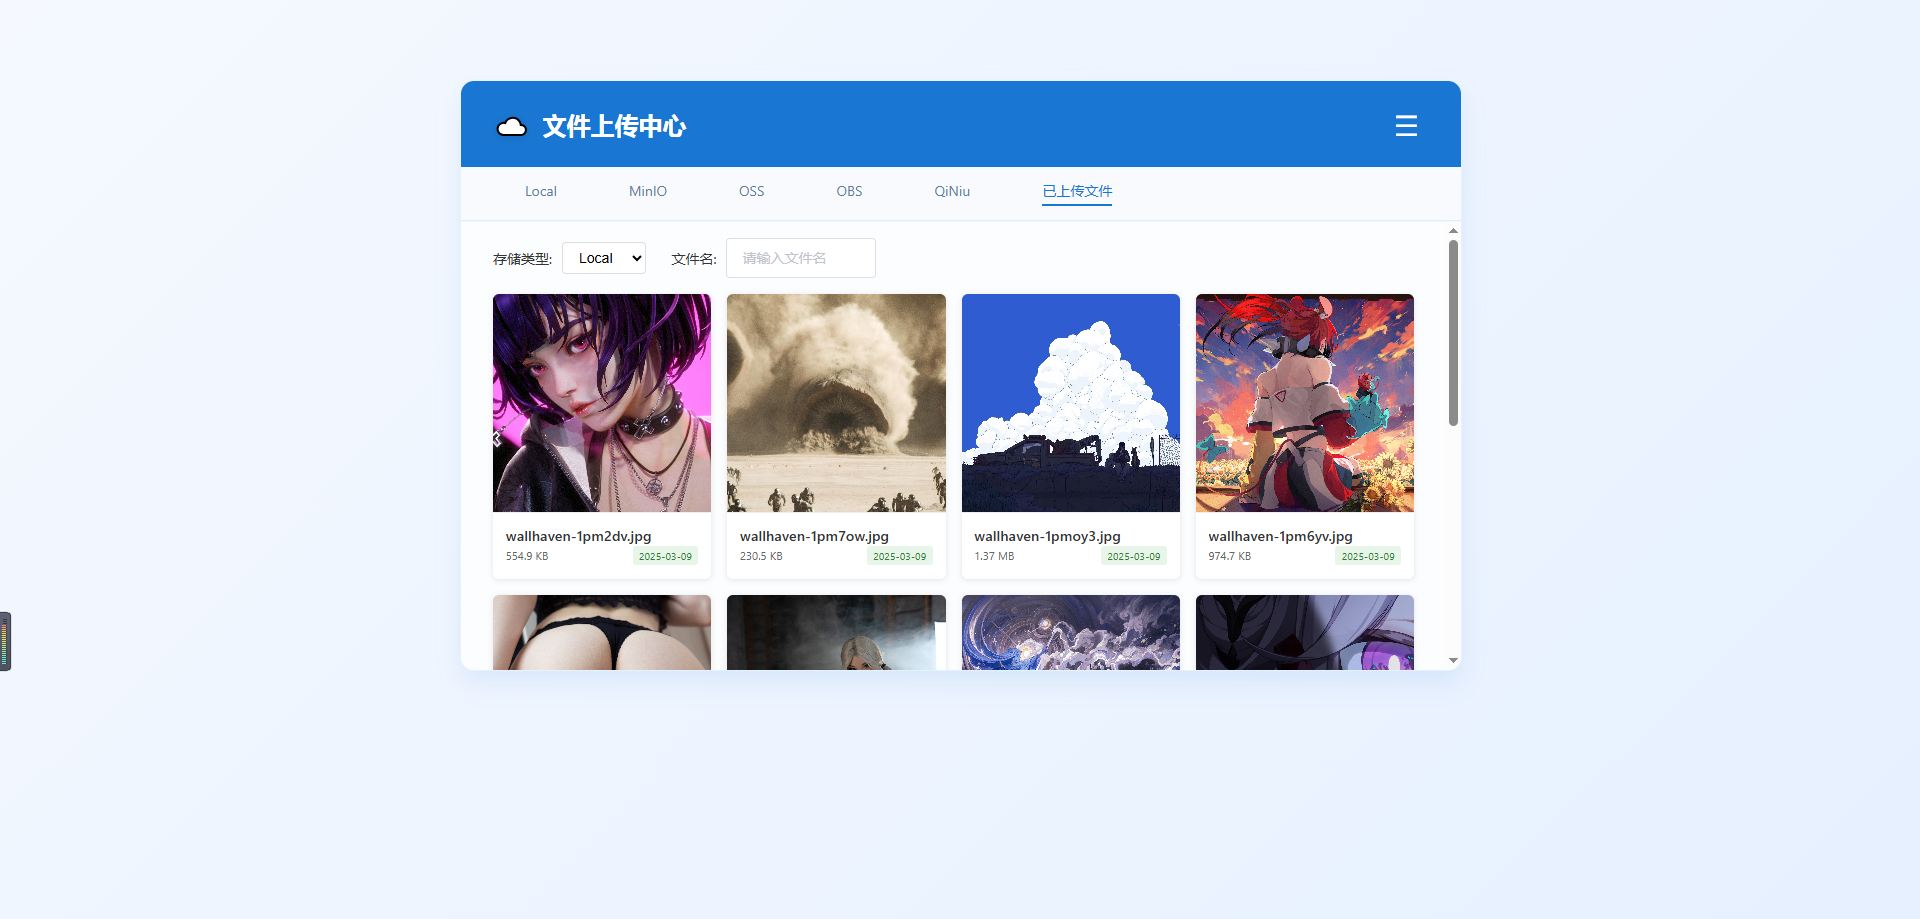 文件上传中心
☰
Local MinIO OSS OBS QiNiu 已上传文件
存储类型: Local 文件名: 请输入文件名
wallhaven-1pm2dv.jpg
554.9 KB 2025-03-09
wallhaven-1pm7ow.jpg
230.5 KB 2025-03-09
wallhaven-1pmoy3.jpg
1.37 MB 2025-03-09
wallhaven-1pm6yv.jpg
974.7 KB 2025-03-09